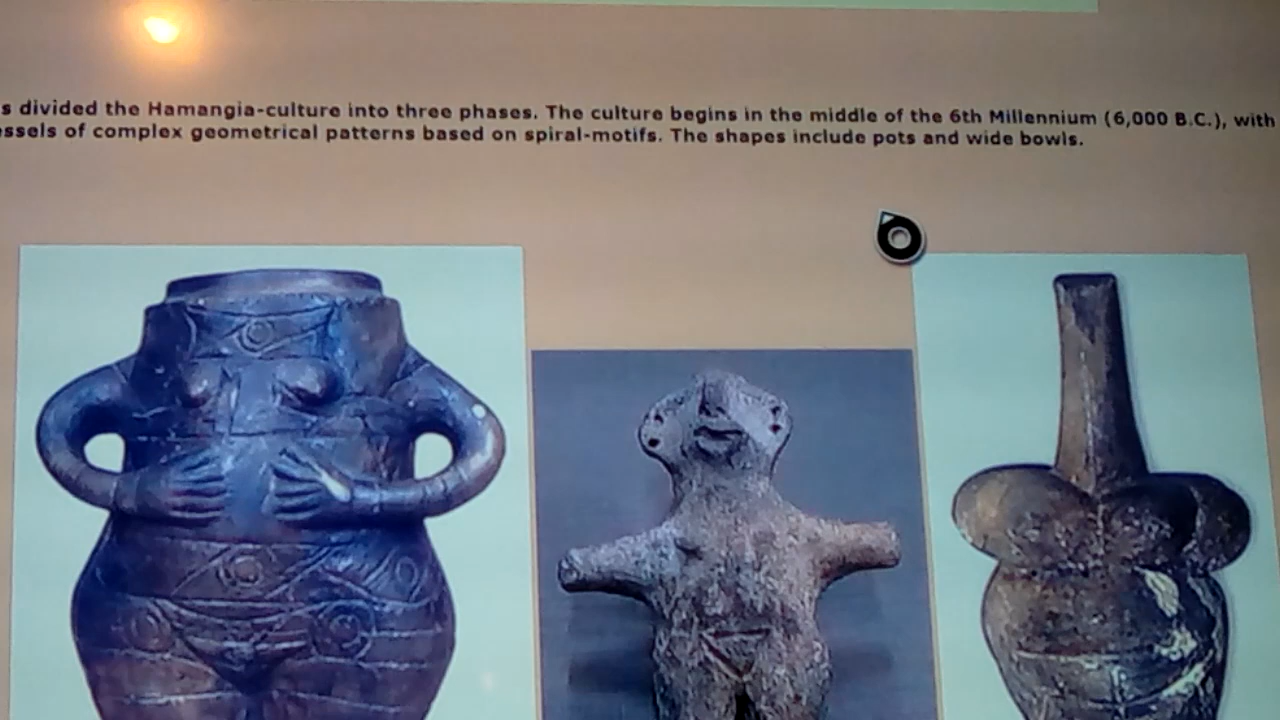 s divided the Hamangia-culture into three phases. The culture begins in the middle of the 6th Millennium (6,000 B.C.), with
essels of complex geometrical patterns based on spiral-motifs. The shapes include pots and wide bowls.